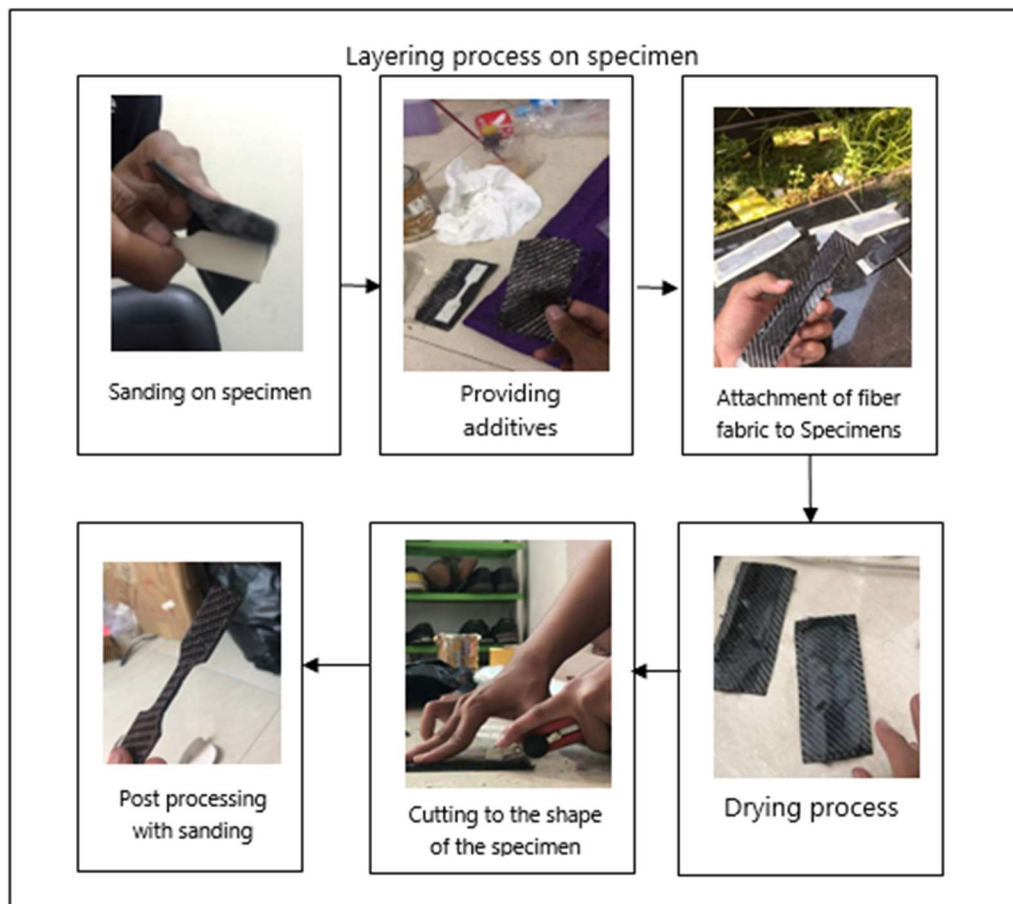 Layering process on specimen
Sanding on specimen
Providing
additives
Attachment of fiber
fabric to Specimens
Drying process
Cutting to the shape
of the specimen
Post processing
with sanding